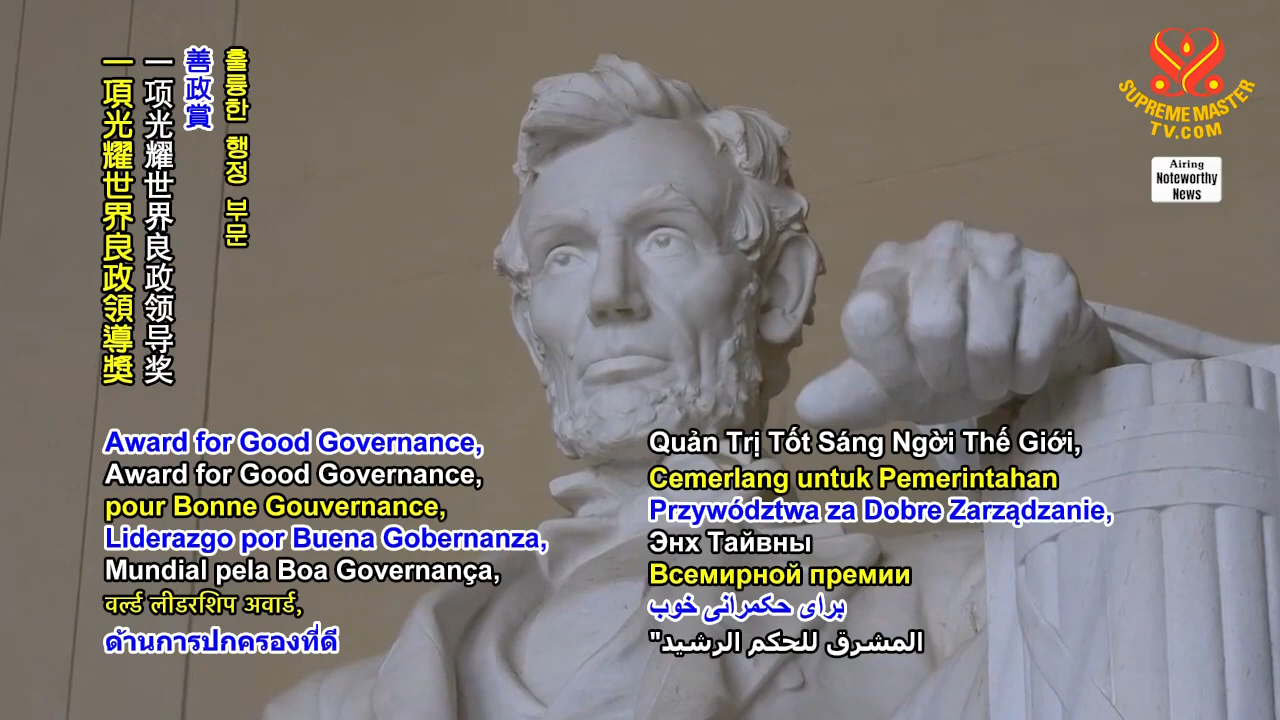 一項光耀世界良政領導獎
一项光耀世界良政领导奖
善政賞
훌륭한 행정 부문
SUPREME MASTER
TV.COM
Airing
Noteworthy
News
Award for Good Governance,
Award for Good Governance,
pour Bonne Gouvernance,
Liderazgo por Buena Gobernanza,
Mundial pela Boa Governança,
वर्ल्ड लीडरशिप अवार्ड,
ด้านการปกครองที่ดี
Quản Trị Tốt Sáng Ngời Thế Giới,
Cemerlang untuk Pemerintahan
Przywództwa za Dobre Zarządzanie,
Энх Тайвны
Всемирной премии
برای حکمرانی خوب
المشرق للحكم الرشيد"